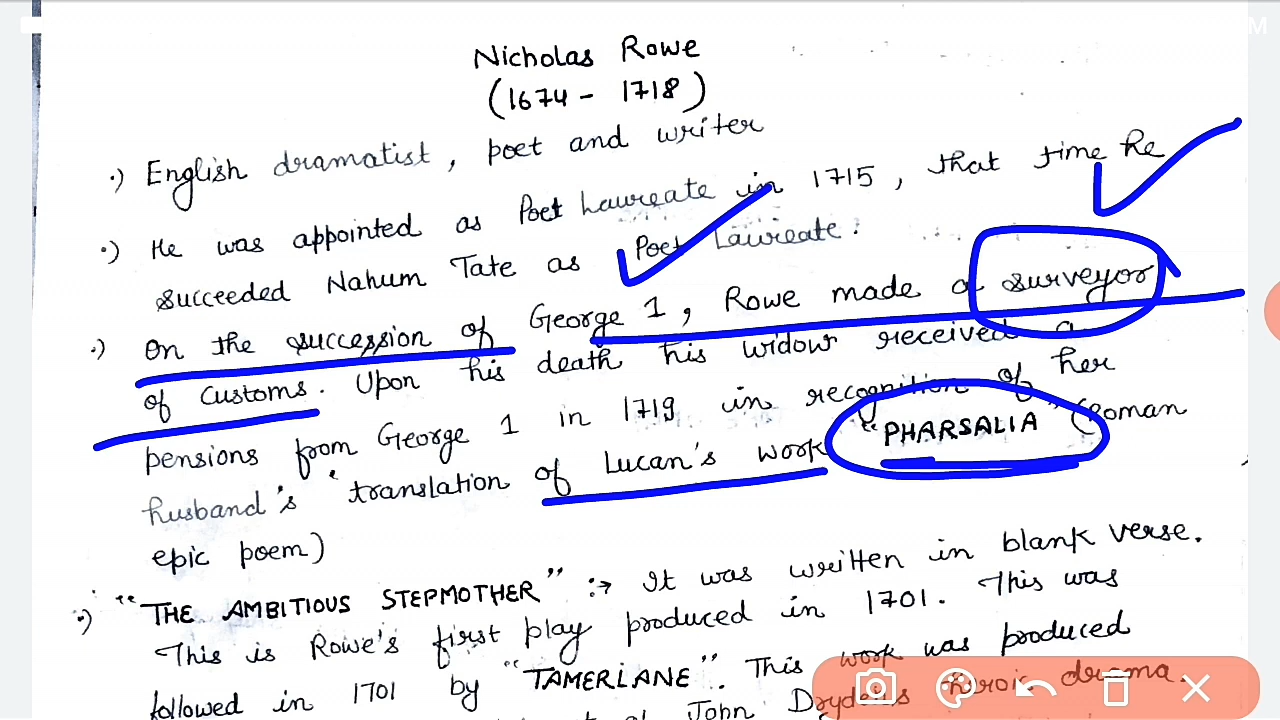 Nicholas Rowe
(1674 - 1718)
·) English dramatist, poet and writer
·) He was appointed as Poet Laureate in 1715, that time he
succeeded Nahum Tate as Poet Laureate.
·) On the succession of George 1, Rowe made a surveyor
of Customs. Upon his death his widow received a
pensions from George 1 in 1719 in recognition of her
husband's translation of Lucan's work "PHARSALIA" (Roman
epic poem)
·) "THE AMBITIOUS STEPMOTHER" :→ It was written in blank verse.
This is Rowe's first play produced in 1701. This was
followed in 1701 by "TAMERLANE". This work was produced
John Dryden's heroic drama.
M